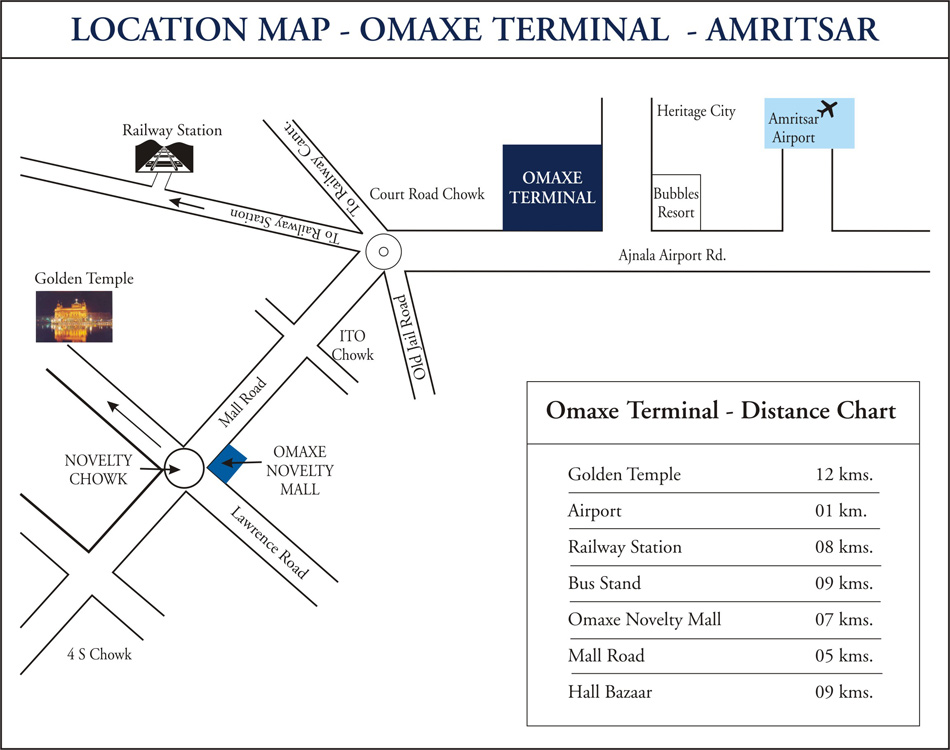 LOCATION MAP - OMAXE TERMINAL - AMRITSAR
Railway Station
To Railway Cantt.
To Railway Station
Court Road Chowk
OMAXE
TERMINAL
Heritage City
Bubbles
Resort
Amritsar
Airport
Ajnala Airport Rd.
Golden Temple
ITO
Chowk
Old Jail Road
Mall Road
NOVELTY
CHOWK
OMAXE
NOVELTY
MALL
Lawrence Road
4 S Chowk
Omaxe Terminal - Distance Chart
Golden Temple 12 kms.
Airport 01 km.
Railway Station 08 kms.
Bus Stand 09 kms.
Omaxe Novelty Mall 07 kms.
Mall Road 05 kms.
Hall Bazaar 09 kms.